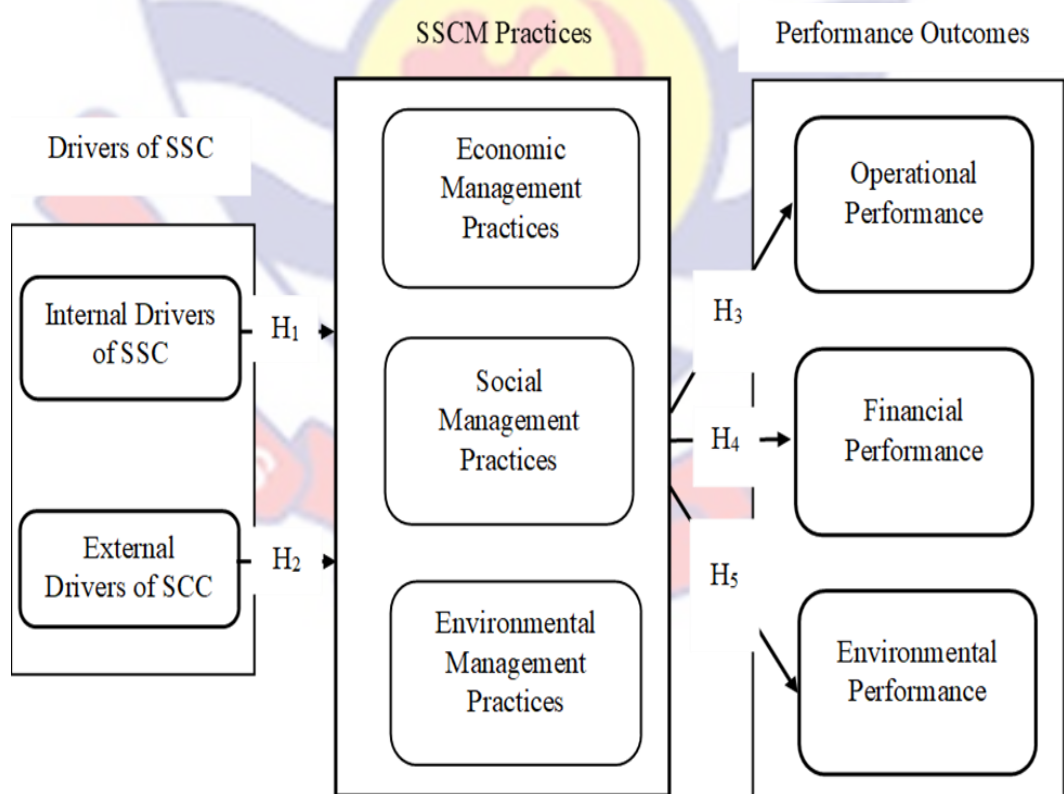 SSCM Practices
Performance Outcomes
Drivers of SSC
Economic
Management
Practices
Operational
Performance
Internal Drivers
of SSC
H₁
H₃
Social
Management
Practices
H₄
Financial
Performance
External
Drivers of SCC
H₂
H₅
Environmental
Management
Practices
Environmental
Performance